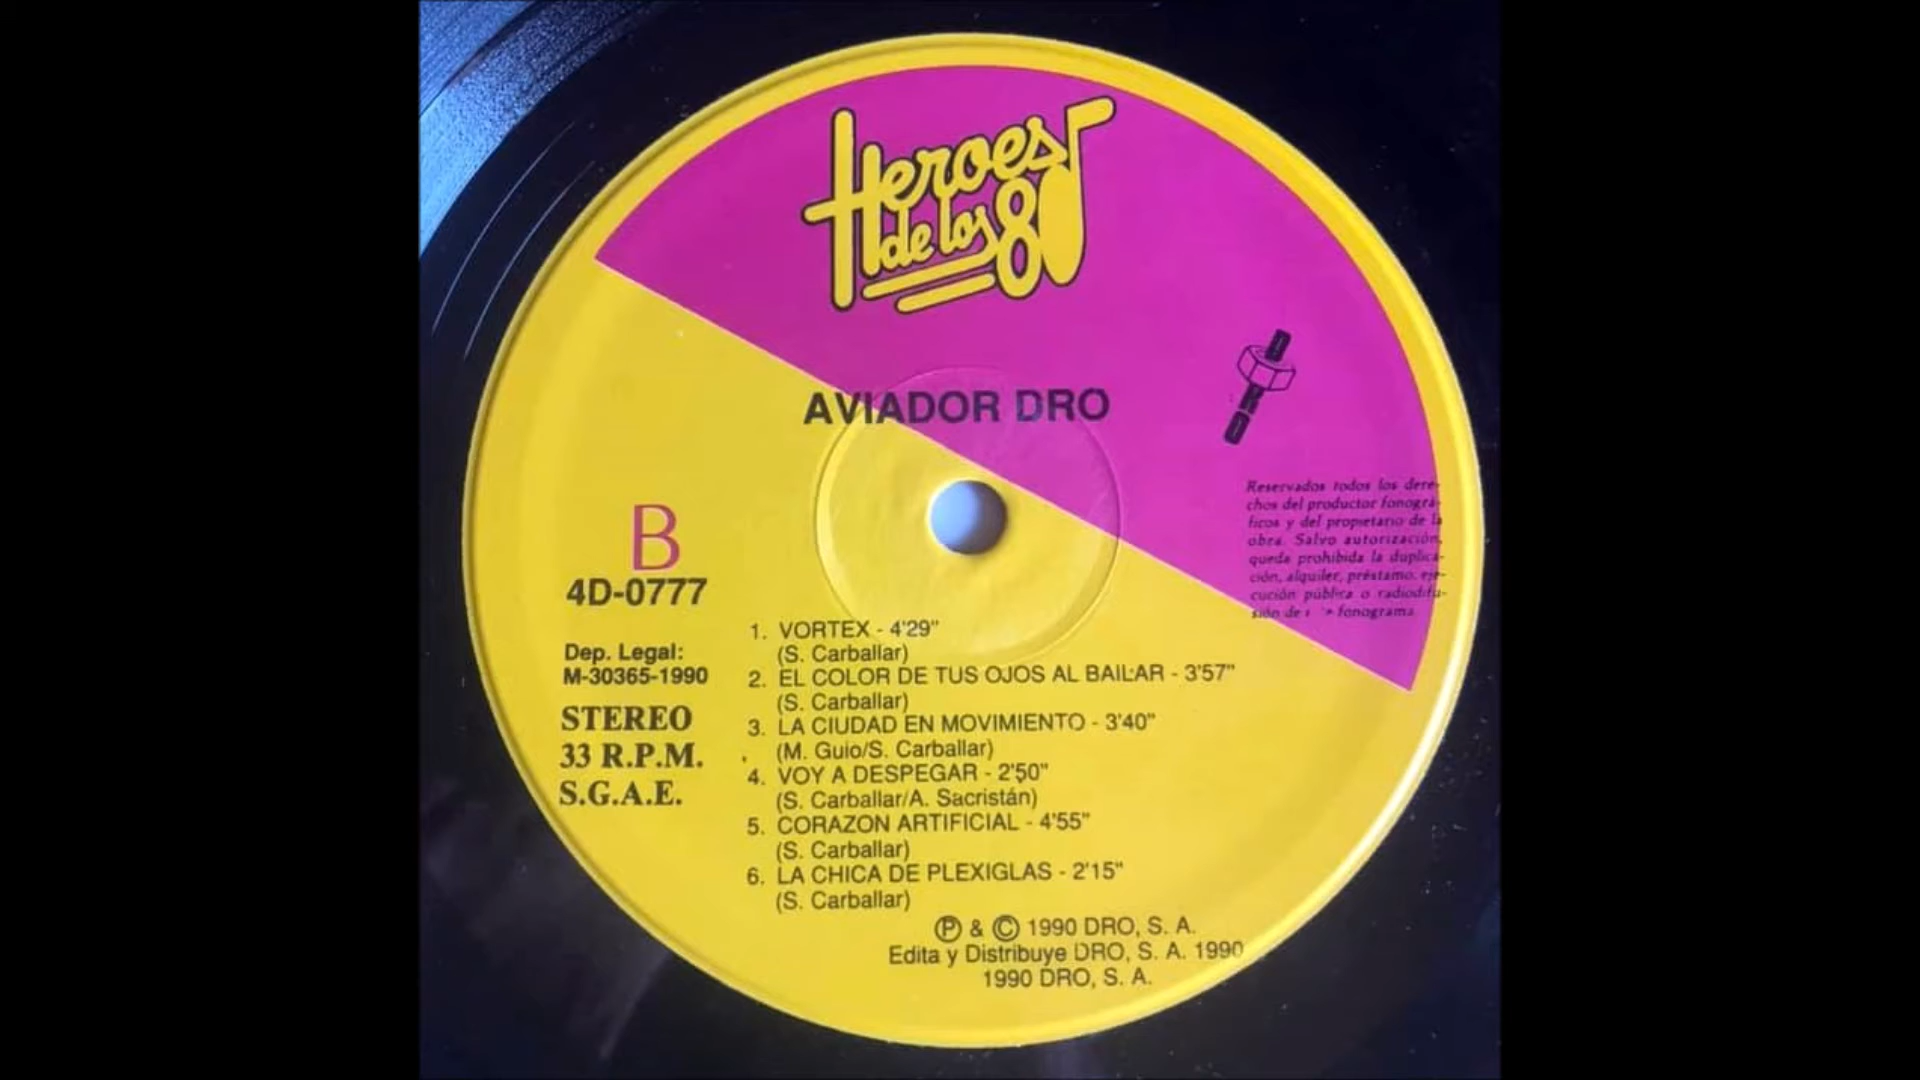 Heroes
de los 80
DRO
AVIADOR DRO
Reservados todos los dere-
chos del productor fonográ-
ficos y del propietario de la
obra. Salvo autorización,
queda prohibida la duplica-
ción, alquiler, préstamo, eje-
cución pública o radiodifu-
sión de fonograma.
B
4D-0777
Dep. Legal:
M-30365-1990
STEREO
33 R.P.M.
S.G.A.E.
1. VORTEX - 4'29"
(S. Carballar)
2. EL COLOR DE TUS OJOS AL BAILAR - 3'57"
(S. Carballar)
3. LA CIUDAD EN MOVIMIENTO - 3'40"
(M. Guio/S. Carballar)
4. VOY A DESPEGAR - 2'50"
(S. Carballar/A. Sacristán)
5. CORAZON ARTIFICIAL - 4'55"
(S. Carballar)
6. LA CHICA DE PLEXIGLAS - 2'15"
(S. Carballar)
Ⓟ & © 1990 DRO, S. A.
Edita y Distribuye DRO, S. A. 1990
1990 DRO, S. A.